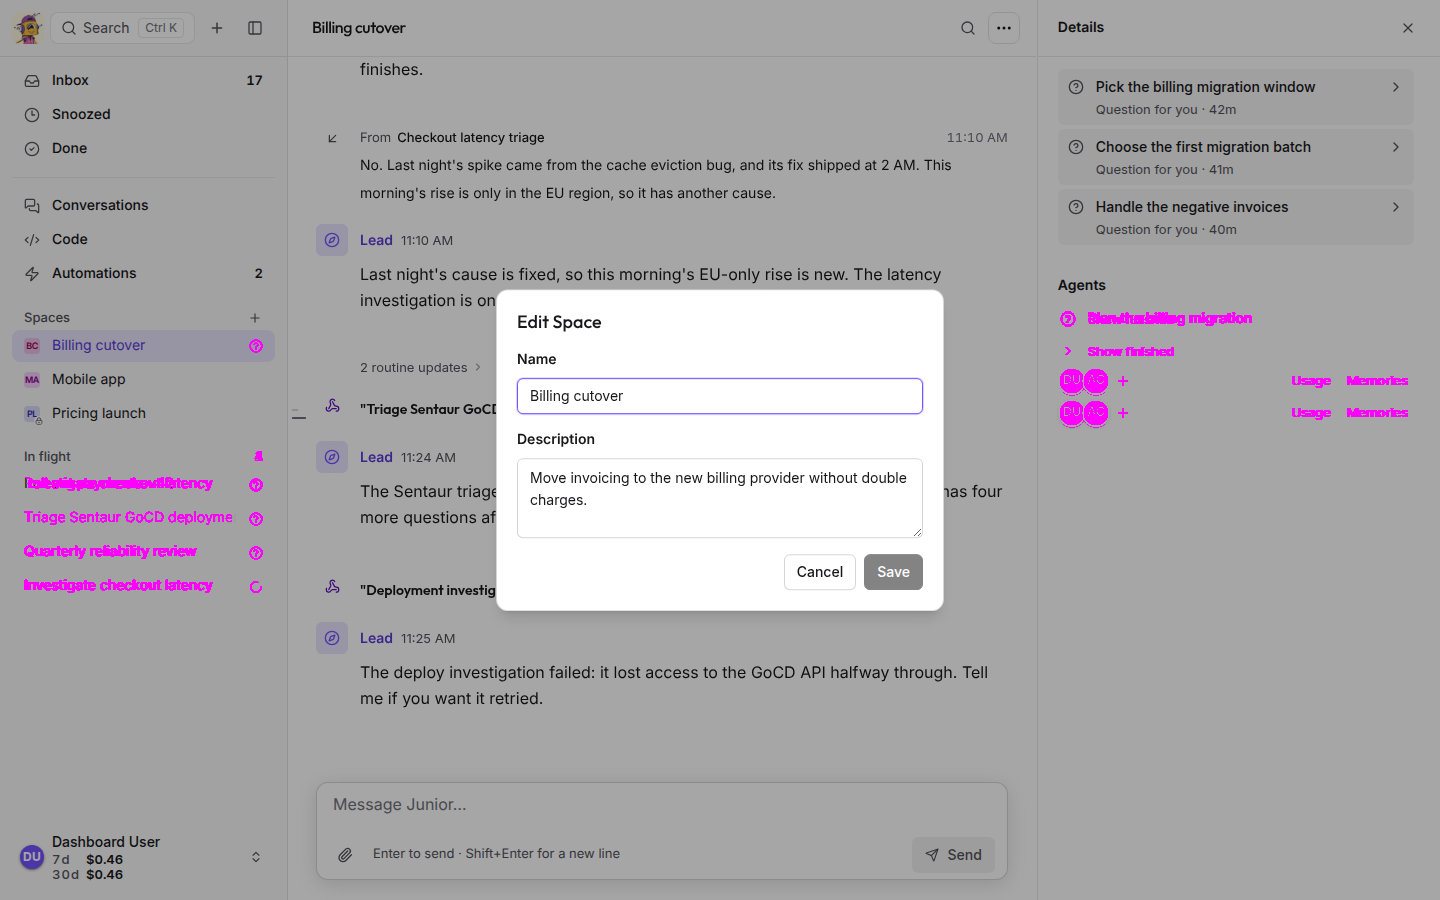 Search Ctrl K
Inbox 17
Snoozed
Done
Conversations
Code
Automations 2
Spaces
BC Billing cutover
MA Mobile app
PL Pricing launch
In flight
Triage Sentaur GoCD deployme
Quarterly reliability review
Investigate checkout latency
DU Dashboard User
7d $0.46
30d $0.46
Billing cutover
finishes.
From Checkout latency triage 11:10 AM
No. Last night's spike came from the cache eviction bug, and its fix shipped at 2 AM. This
morning's rise is only in the EU region, so it has another cause.
Lead 11:10 AM
Last night's cause is fixed, so this morning's EU-only rise is new. The latency
investigation is on
2 routine updates
"Triage Sentaur GoCD
Lead 11:24 AM
The Sentaur triage has four
more questions af
"Deployment investig
Lead 11:25 AM
The deploy investigation failed: it lost access to the GoCD API halfway through. Tell
me if you want it retried.
Message Junior...
Enter to send · Shift+Enter for a new line
Send
Edit Space
Name
Billing cutover
Description
Move invoicing to the new billing provider without double
charges.
Cancel Save
Details
Pick the billing migration window
Question for you · 42m
Choose the first migration batch
Question for you · 41m
Handle the negative invoices
Question for you · 40m
Agents
Plan the billing migration
Show finished
DU + Usage Memories
DU + Usage Memories